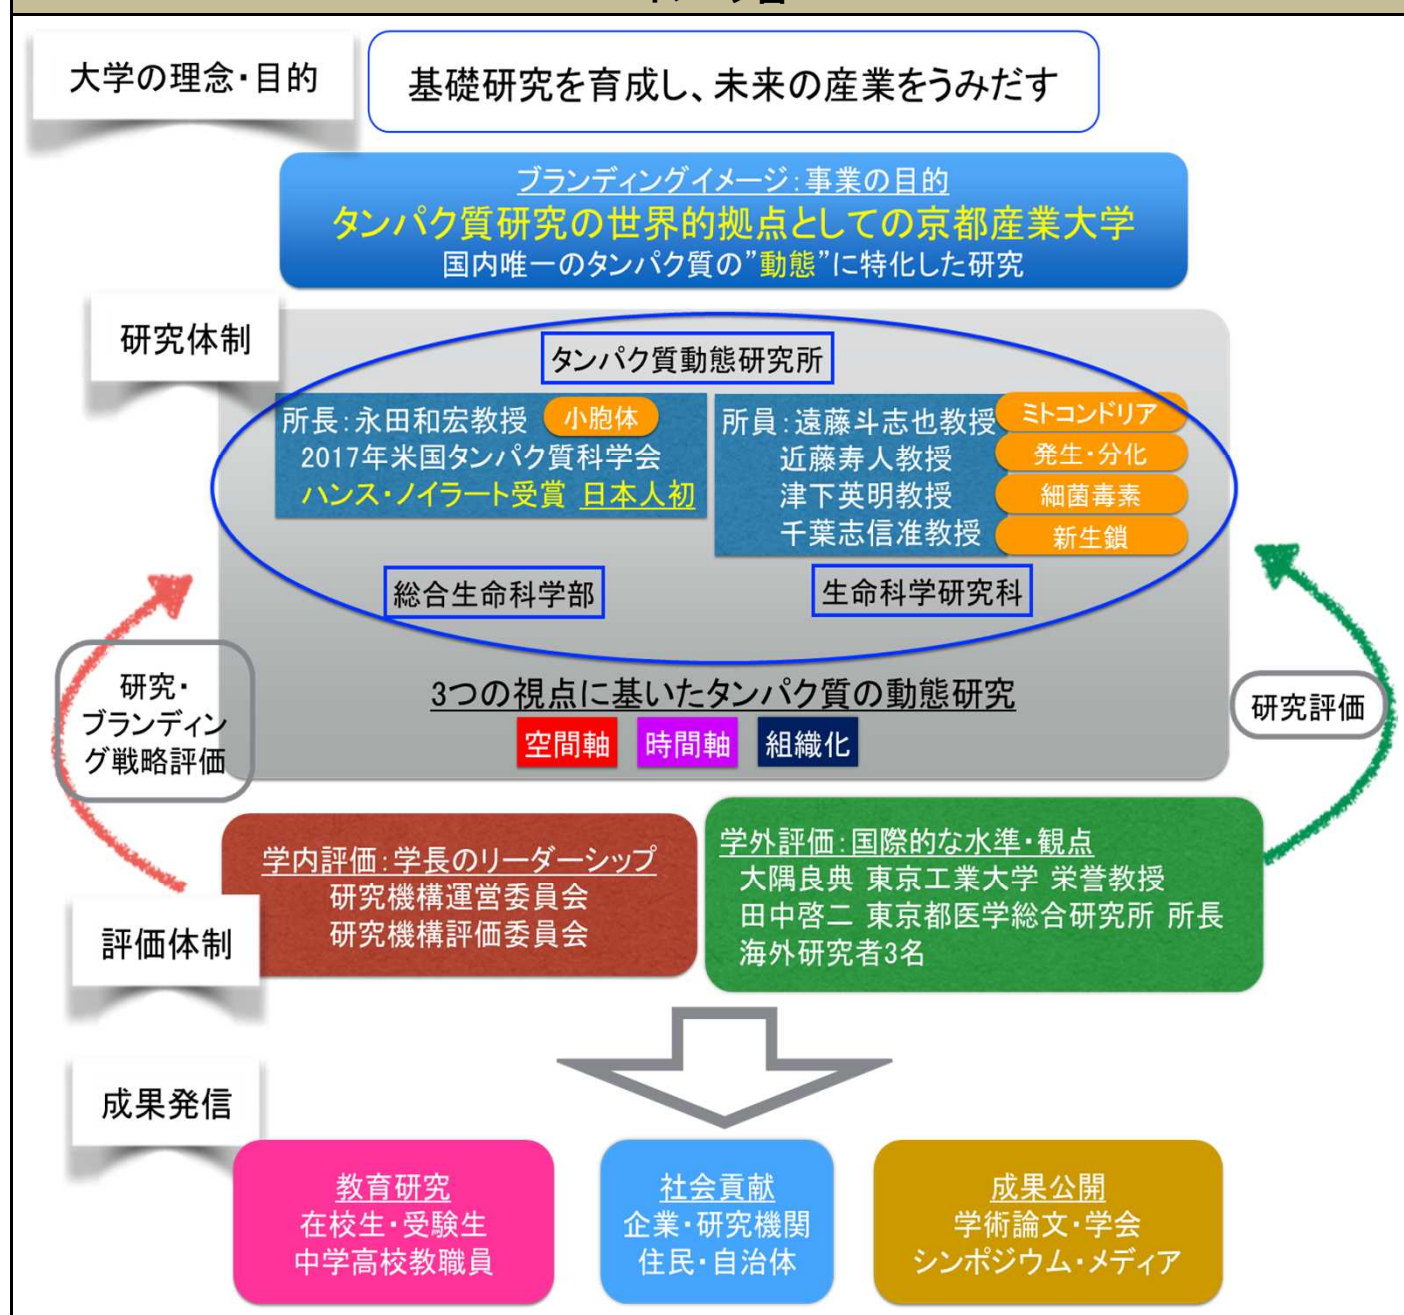 大学の理念・目的
基礎研究を育成し、未来の産業をうみだす
ブランディングイメージ：事業の目的
タンパク質研究の世界的拠点としての京都産業大学
国内唯一のタンパク質の”動態”に特化した研究
研究体制
タンパク質動態研究所
所長：永田和宏教授 小胞体
2017年米国タンパク質科学会
ハンス・ノイラート受賞 日本人初
所員：遠藤斗志也教授 ミトコンドリア
近藤寿人教授 発生・分化
津下英明教授 細菌毒素
千葉志信准教授 新生鎖
総合生命科学部
生命科学研究科
3つの視点に基いたタンパク質の動態研究
空間軸 時間軸 組織化
研究・
ブランディン
グ戦略評価
研究評価
評価体制
学内評価：学長のリーダーシップ
研究機構運営委員会
研究機構評価委員会
学外評価：国際的な水準・観点
大隅良典 東京工業大学 栄誉教授
田中啓二 東京都医学総合研究所 所長
海外研究者3名
成果発信
教育研究
在校生・受験生
中学高校教職員
社会貢献
企業・研究機関
住民・自治体
成果公開
学術論文・学会
シンポジウム・メディア